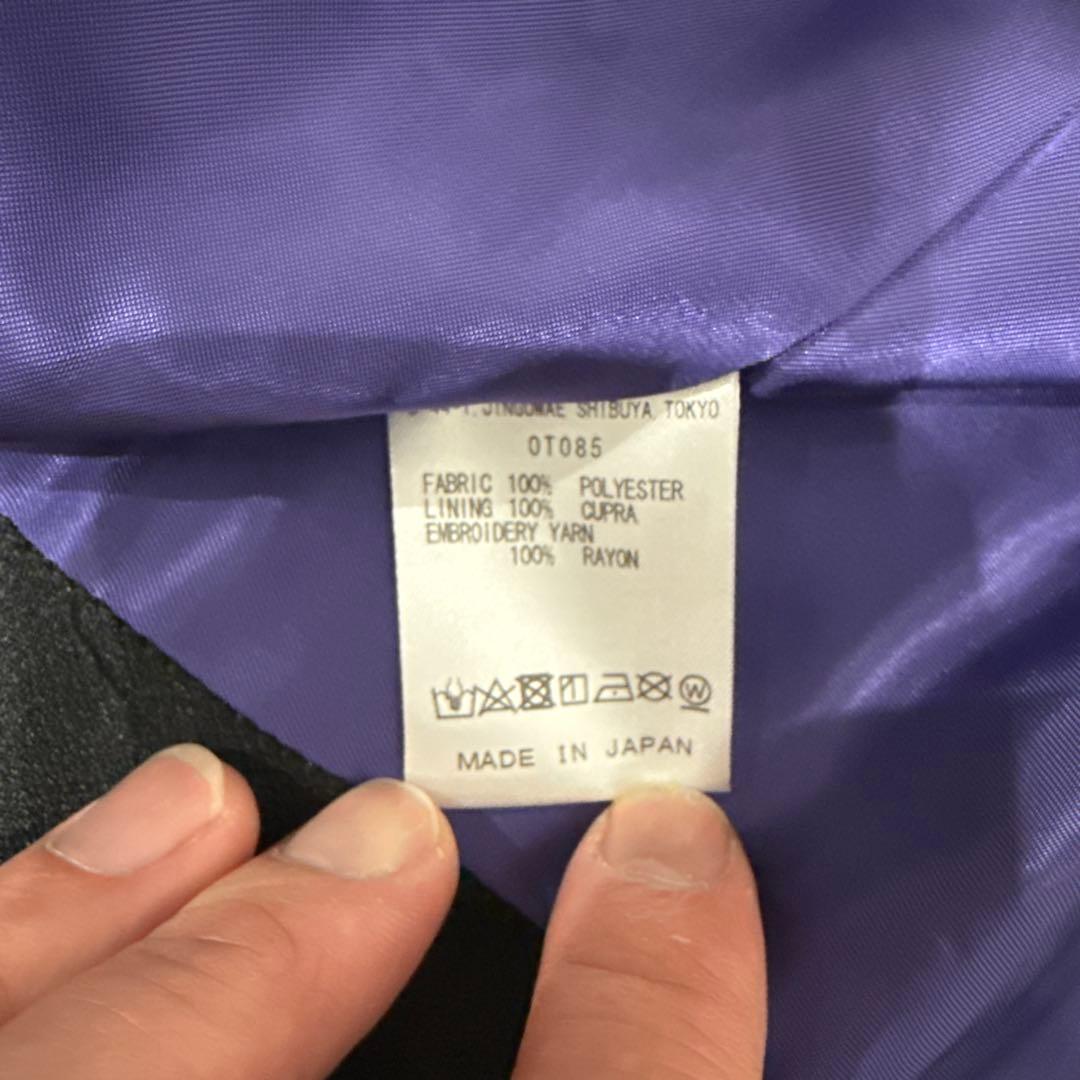 JINGUMAE SHIBUYA TOKYO
OT085
FABRIC 100% POLYESTER
LINING 100% CUPRA
EMBROIDERY YARN
100% RAYON
W
MADE IN JAPAN